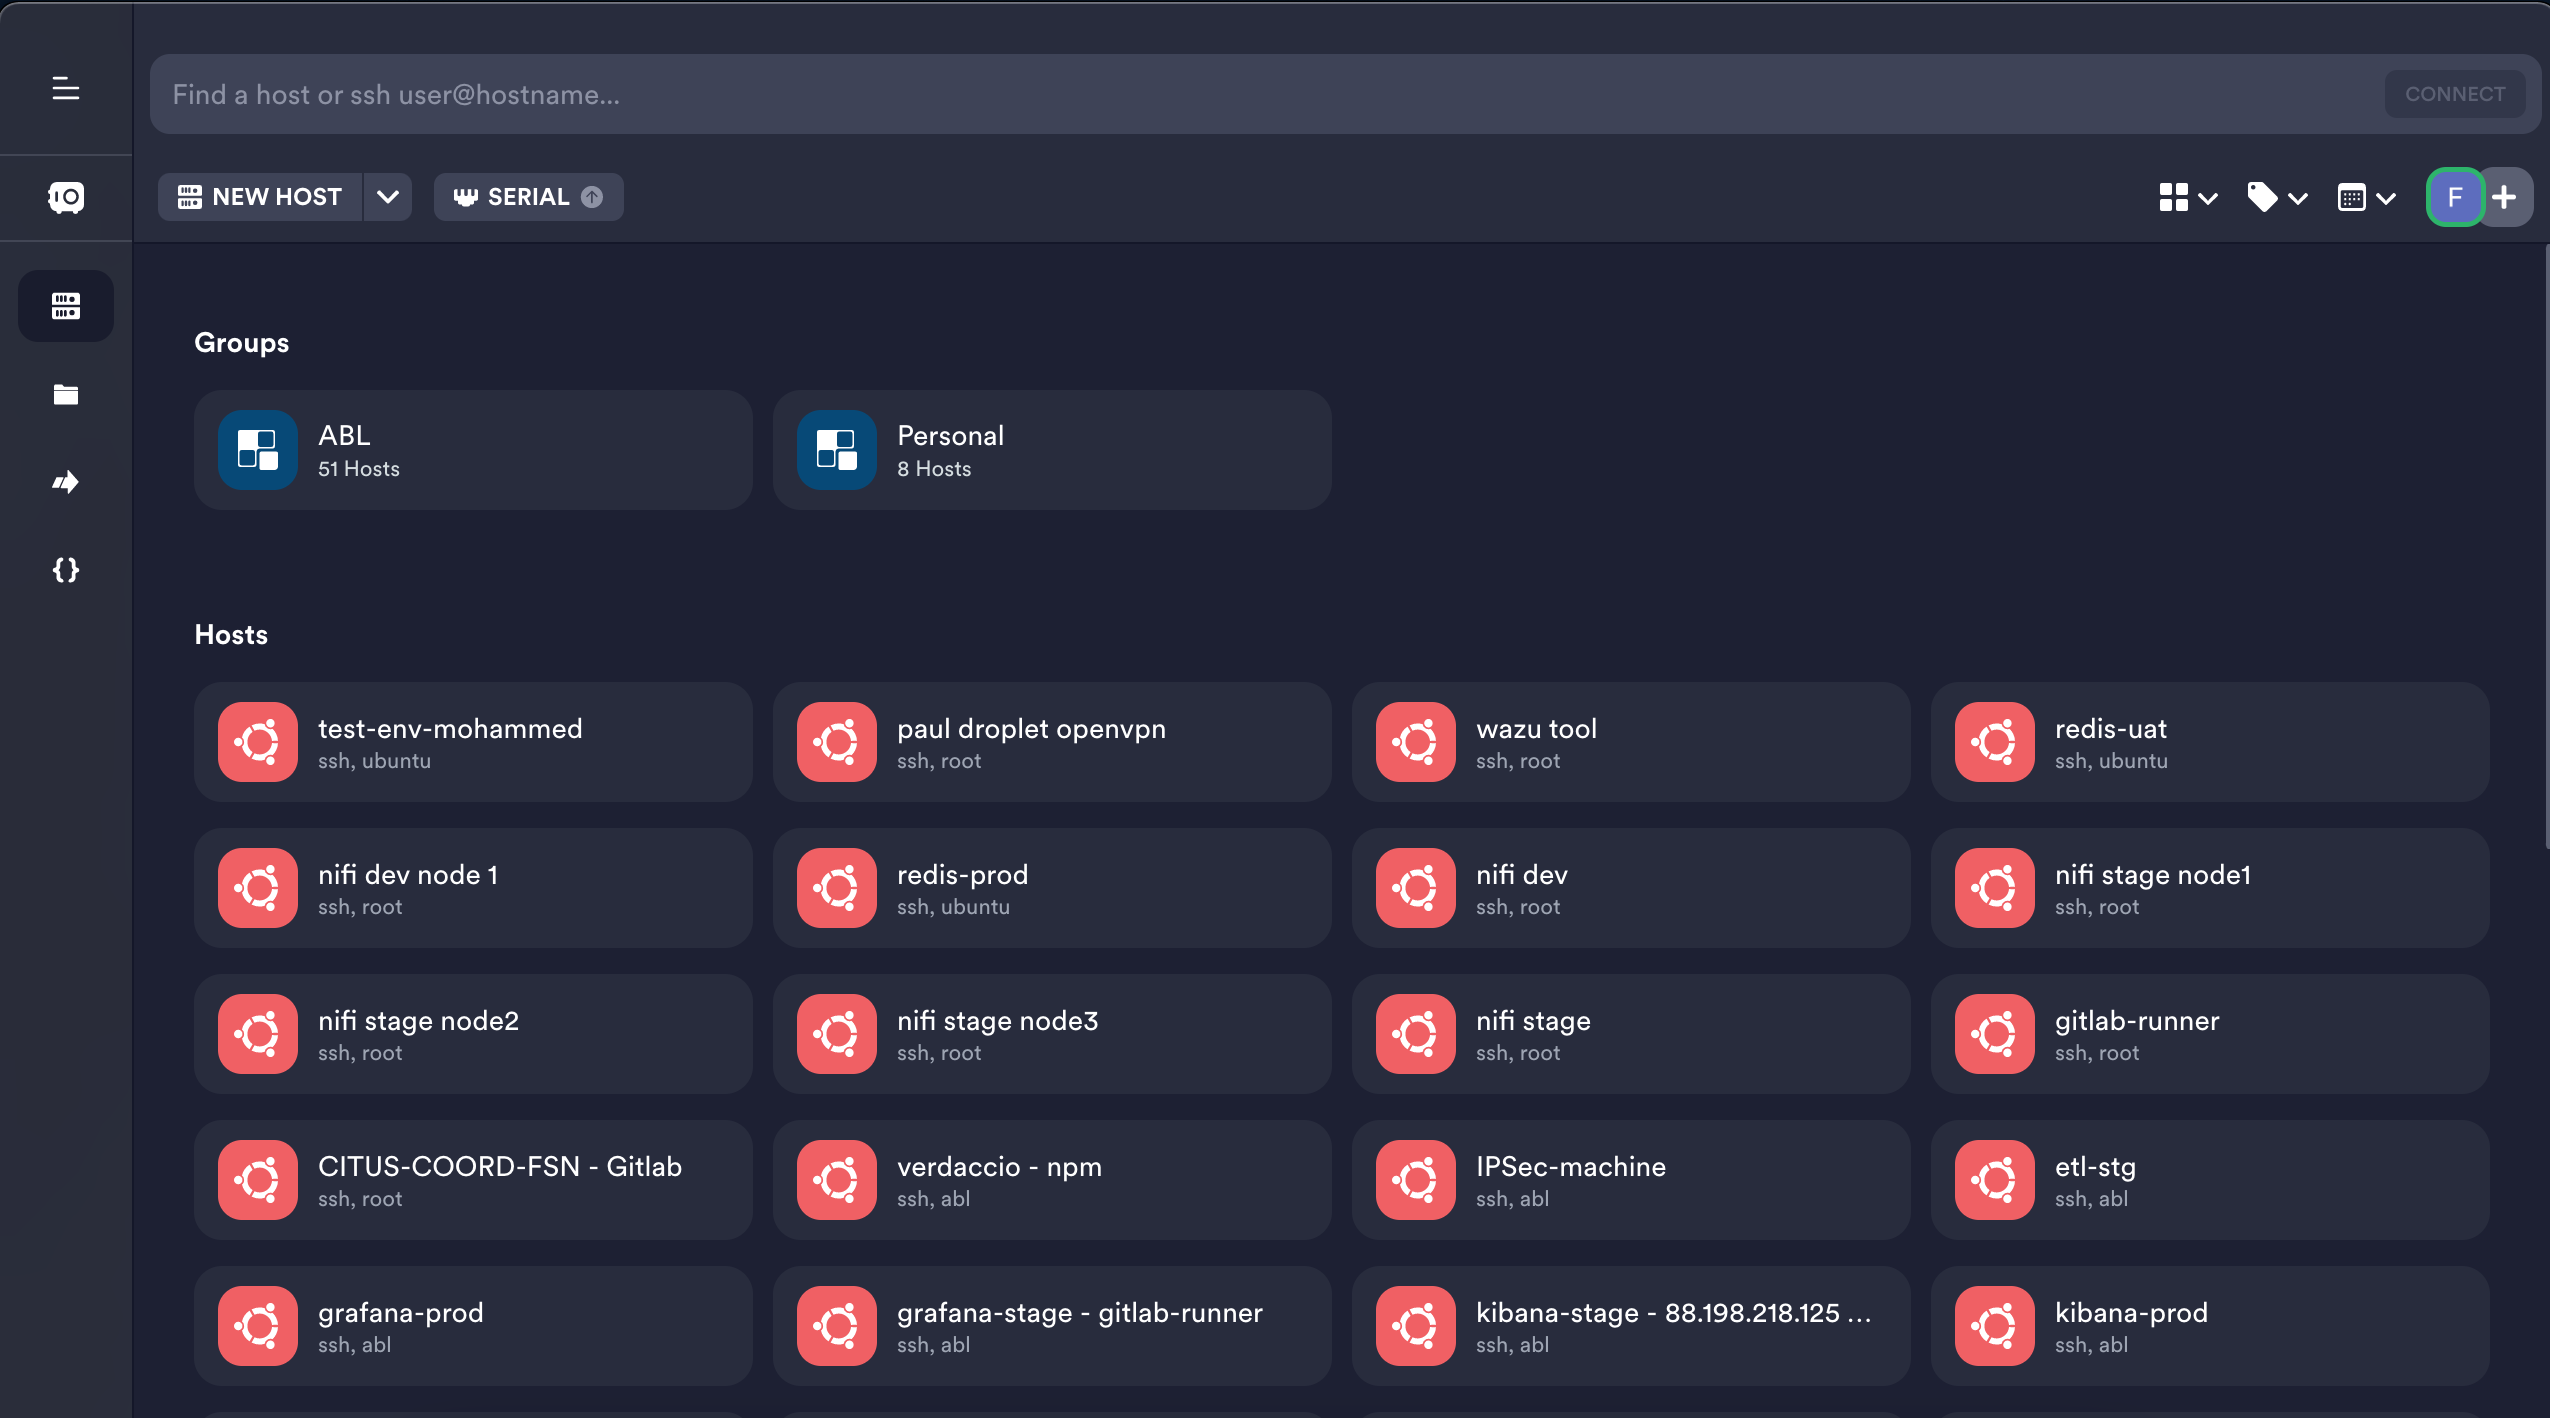 Find a host or ssh user@hostname...
CONNECT
NEW HOST
SERIAL
F
Groups
ABL
51 Hosts
Personal
8 Hosts
Hosts
test-env-mohammed
ssh, ubuntu
paul droplet openvpn
ssh, root
wazu tool
ssh, root
redis-uat
ssh, ubuntu
nifi dev node 1
ssh, root
redis-prod
ssh, ubuntu
nifi dev
ssh, root
nifi stage node1
ssh, root
nifi stage node2
ssh, root
nifi stage node3
ssh, root
nifi stage
ssh, root
gitlab-runner
ssh, root
CITUS-COORD-FSN - Gitlab
ssh, root
verdaccio - npm
ssh, abl
IPSec-machine
ssh, abl
etl-stg
ssh, abl
grafana-prod
ssh, abl
grafana-stage - gitlab-runner
ssh, abl
kibana-stage - 88.198.218.125 ...
ssh, abl
kibana-prod
ssh, abl